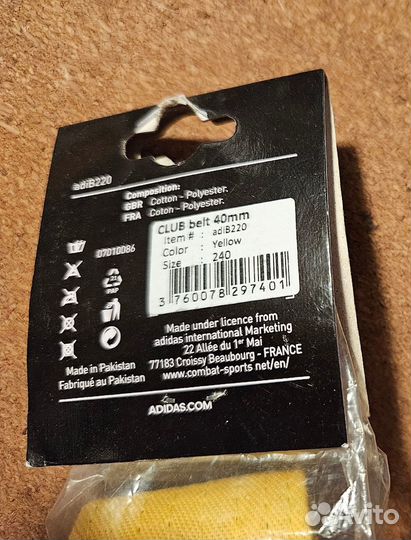 adiB220
Composition:
GBR Cotton - Polyester.
FRA Coton - Polyester.
CLUB belt 40mm
Item # : adiB220
Color : Yellow
Size : 240
3 760078 297401
07010086
PAP
Made under licence from
adidas international Marketing
22 Allée du 1er Mai
77183 Croissy Beaubourg - FRANCE
www.combat-sports.net/en/
Made in Pakistan
Fabriqué au Pakistan
ADIDAS.COM
Avito